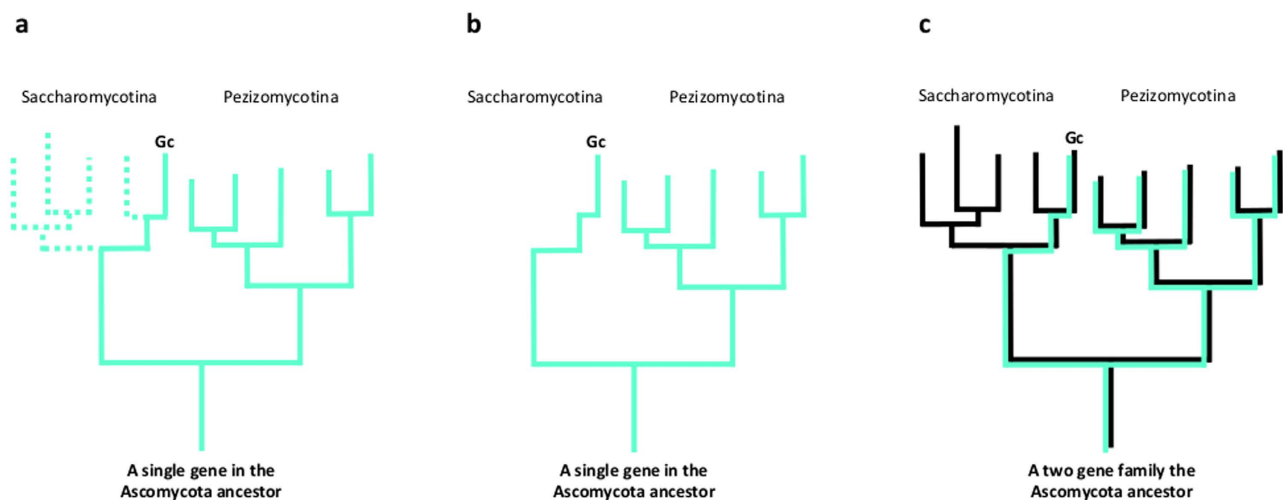 a
Saccharomycotina Pezizomycotina
Gc
A single gene in the
Ascomycota ancestor
b
Saccharomycotina Pezizomycotina
Gc
A single gene in the
Ascomycota ancestor
c
Saccharomycotina Pezizomycotina
Gc
A two gene family the
Ascomycota ancestor